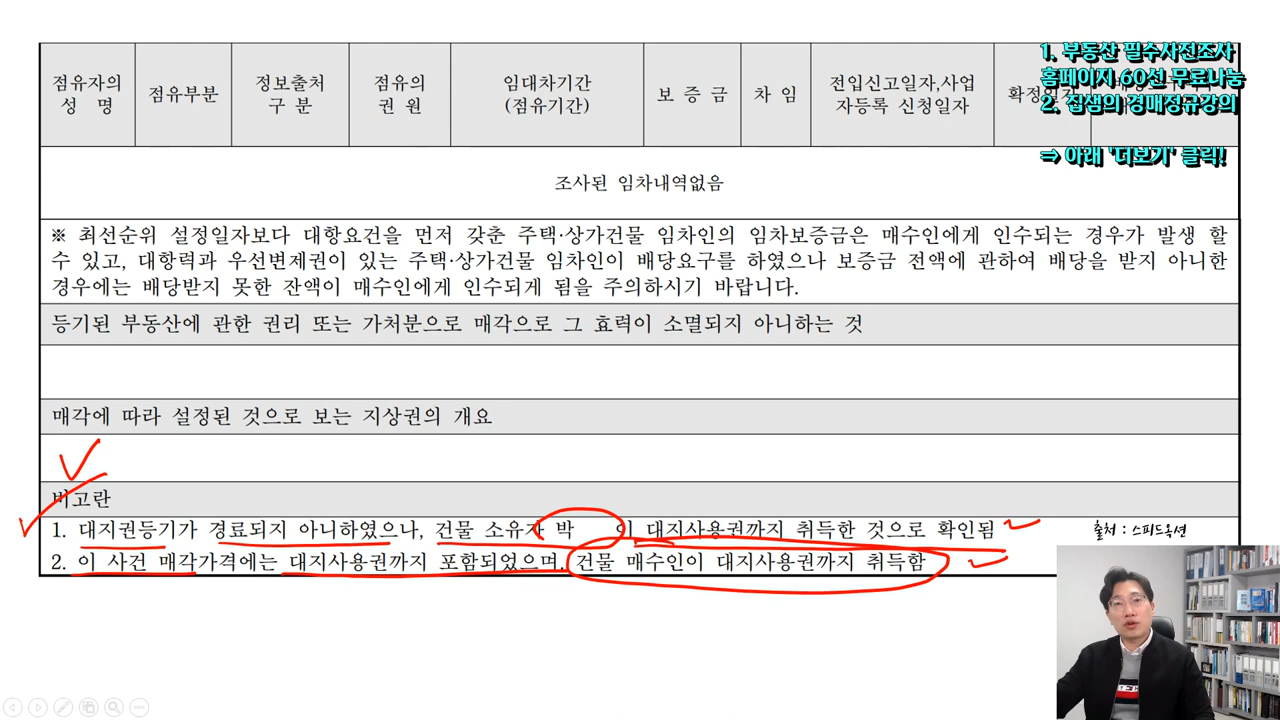 점유자의 성 명
점유부분
정보출처 구 분
점유의 권 원
임대차기간 (점유기간)
보 증 금
차 임
전입신고일자,사업자등록 신청일자
1. 부동산 필수사전조사
홈페이지 60선 무료나눔
2. 집샘의 경매정규강의
⇒ 아래 '더보기' 클릭!
조사된 임차내역없음
※ 최선순위 설정일자보다 대항요건을 먼저 갖춘 주택·상가건물 임차인의 임차보증금은 매수인에게 인수되는 경우가 발생 할
수 있고, 대항력과 우선변제권이 있는 주택·상가건물 임차인이 배당요구를 하였으나 보증금 전액에 관하여 배당을 받지 아니한
경우에는 배당받지 못한 잔액이 매수인에게 인수되게 됨을 주의하시기 바랍니다.
등기된 부동산에 관한 권리 또는 가처분으로 매각으로 그 효력이 소멸되지 아니하는 것
매각에 따라 설정된 것으로 보는 지상권의 개요
비고란
1. 대지권등기가 경료되지 아니하였으나, 건물 소유자 박 이 대지사용권까지 취득한 것으로 확인됨
2. 이 사건 매각가격에는 대지사용권까지 포함되었으며, 건물 매수인이 대지사용권까지 취득함
출처 : 스피드옥션